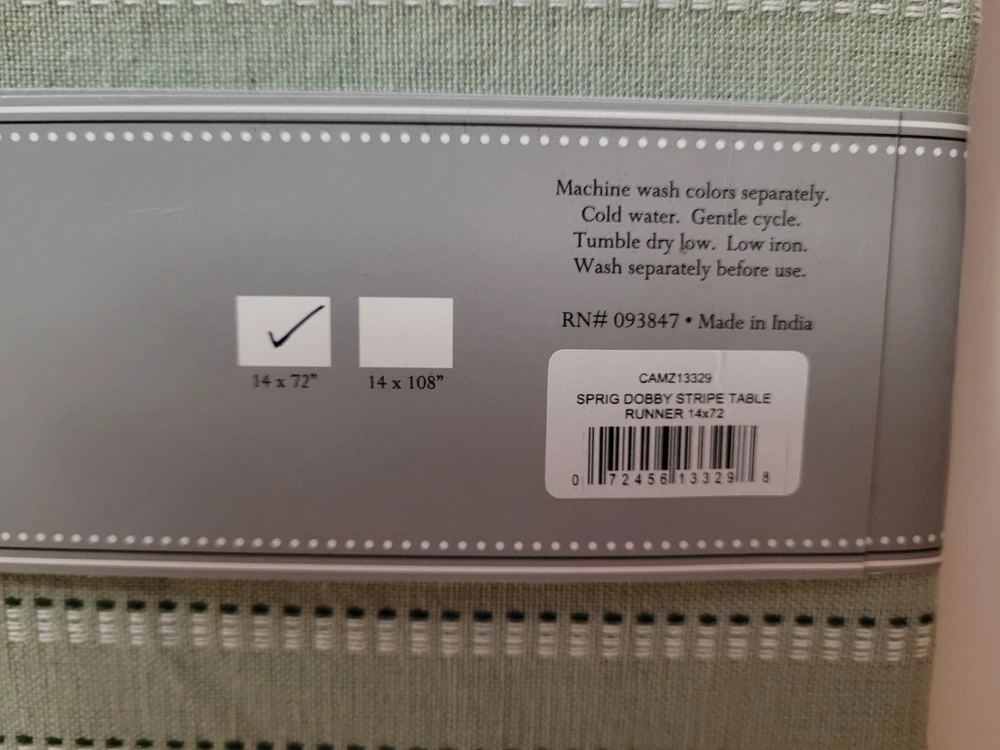 Machine wash colors separately.
Cold water. Gentle cycle.
Tumble dry low. Low iron.
Wash separately before use.
RN# 093847 • Made in India
14 x 72” 14 x 108”
CAMZ13329
SPRIG DOBBY STRIPE TABLE
RUNNER 14x72
0 72456 13329 8